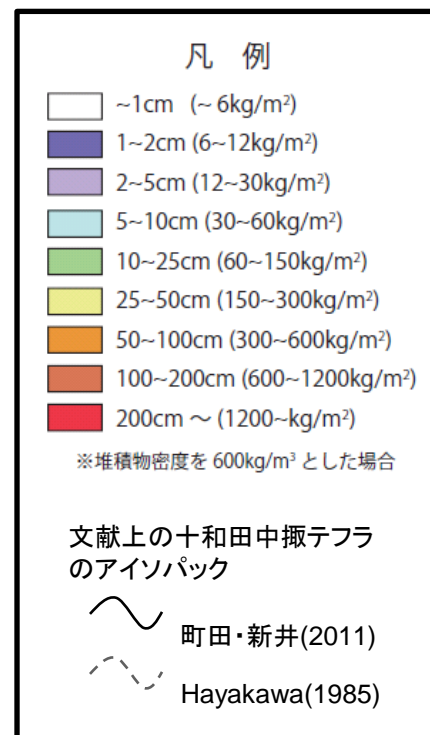 凡 例
~1cm (~ 6kg/m²)
1~2cm (6~12kg/m²)
2~5cm (12~30kg/m²)
5~10cm (30~60kg/m²)
10~25cm (60~150kg/m²)
25~50cm (150~300kg/m²)
50~100cm (300~600kg/m²)
100~200cm (600~1200kg/m²)
200cm ～ (1200~kg/m²)
※堆積物密度を 600kg/m³ とした場合
文献上の十和田中掫テフラ
のアイソパック
町田・新井(2011)
Hayakawa(1985)